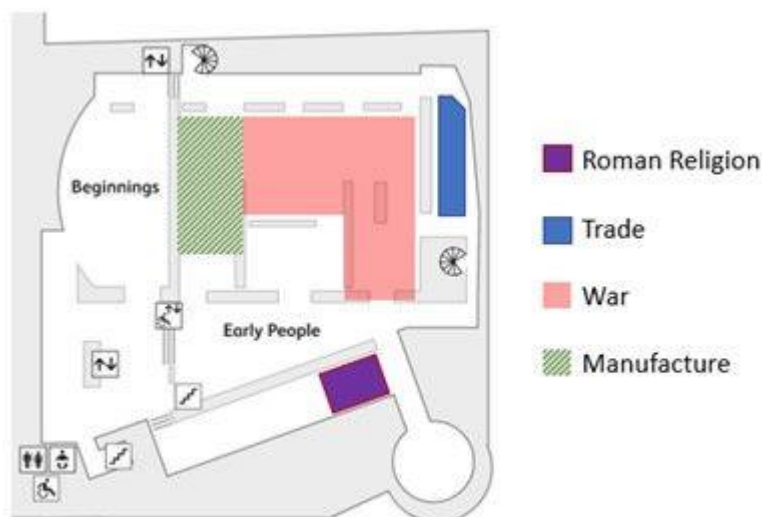 Beginnings
Early People
Roman Religion
Trade
War
Manufacture